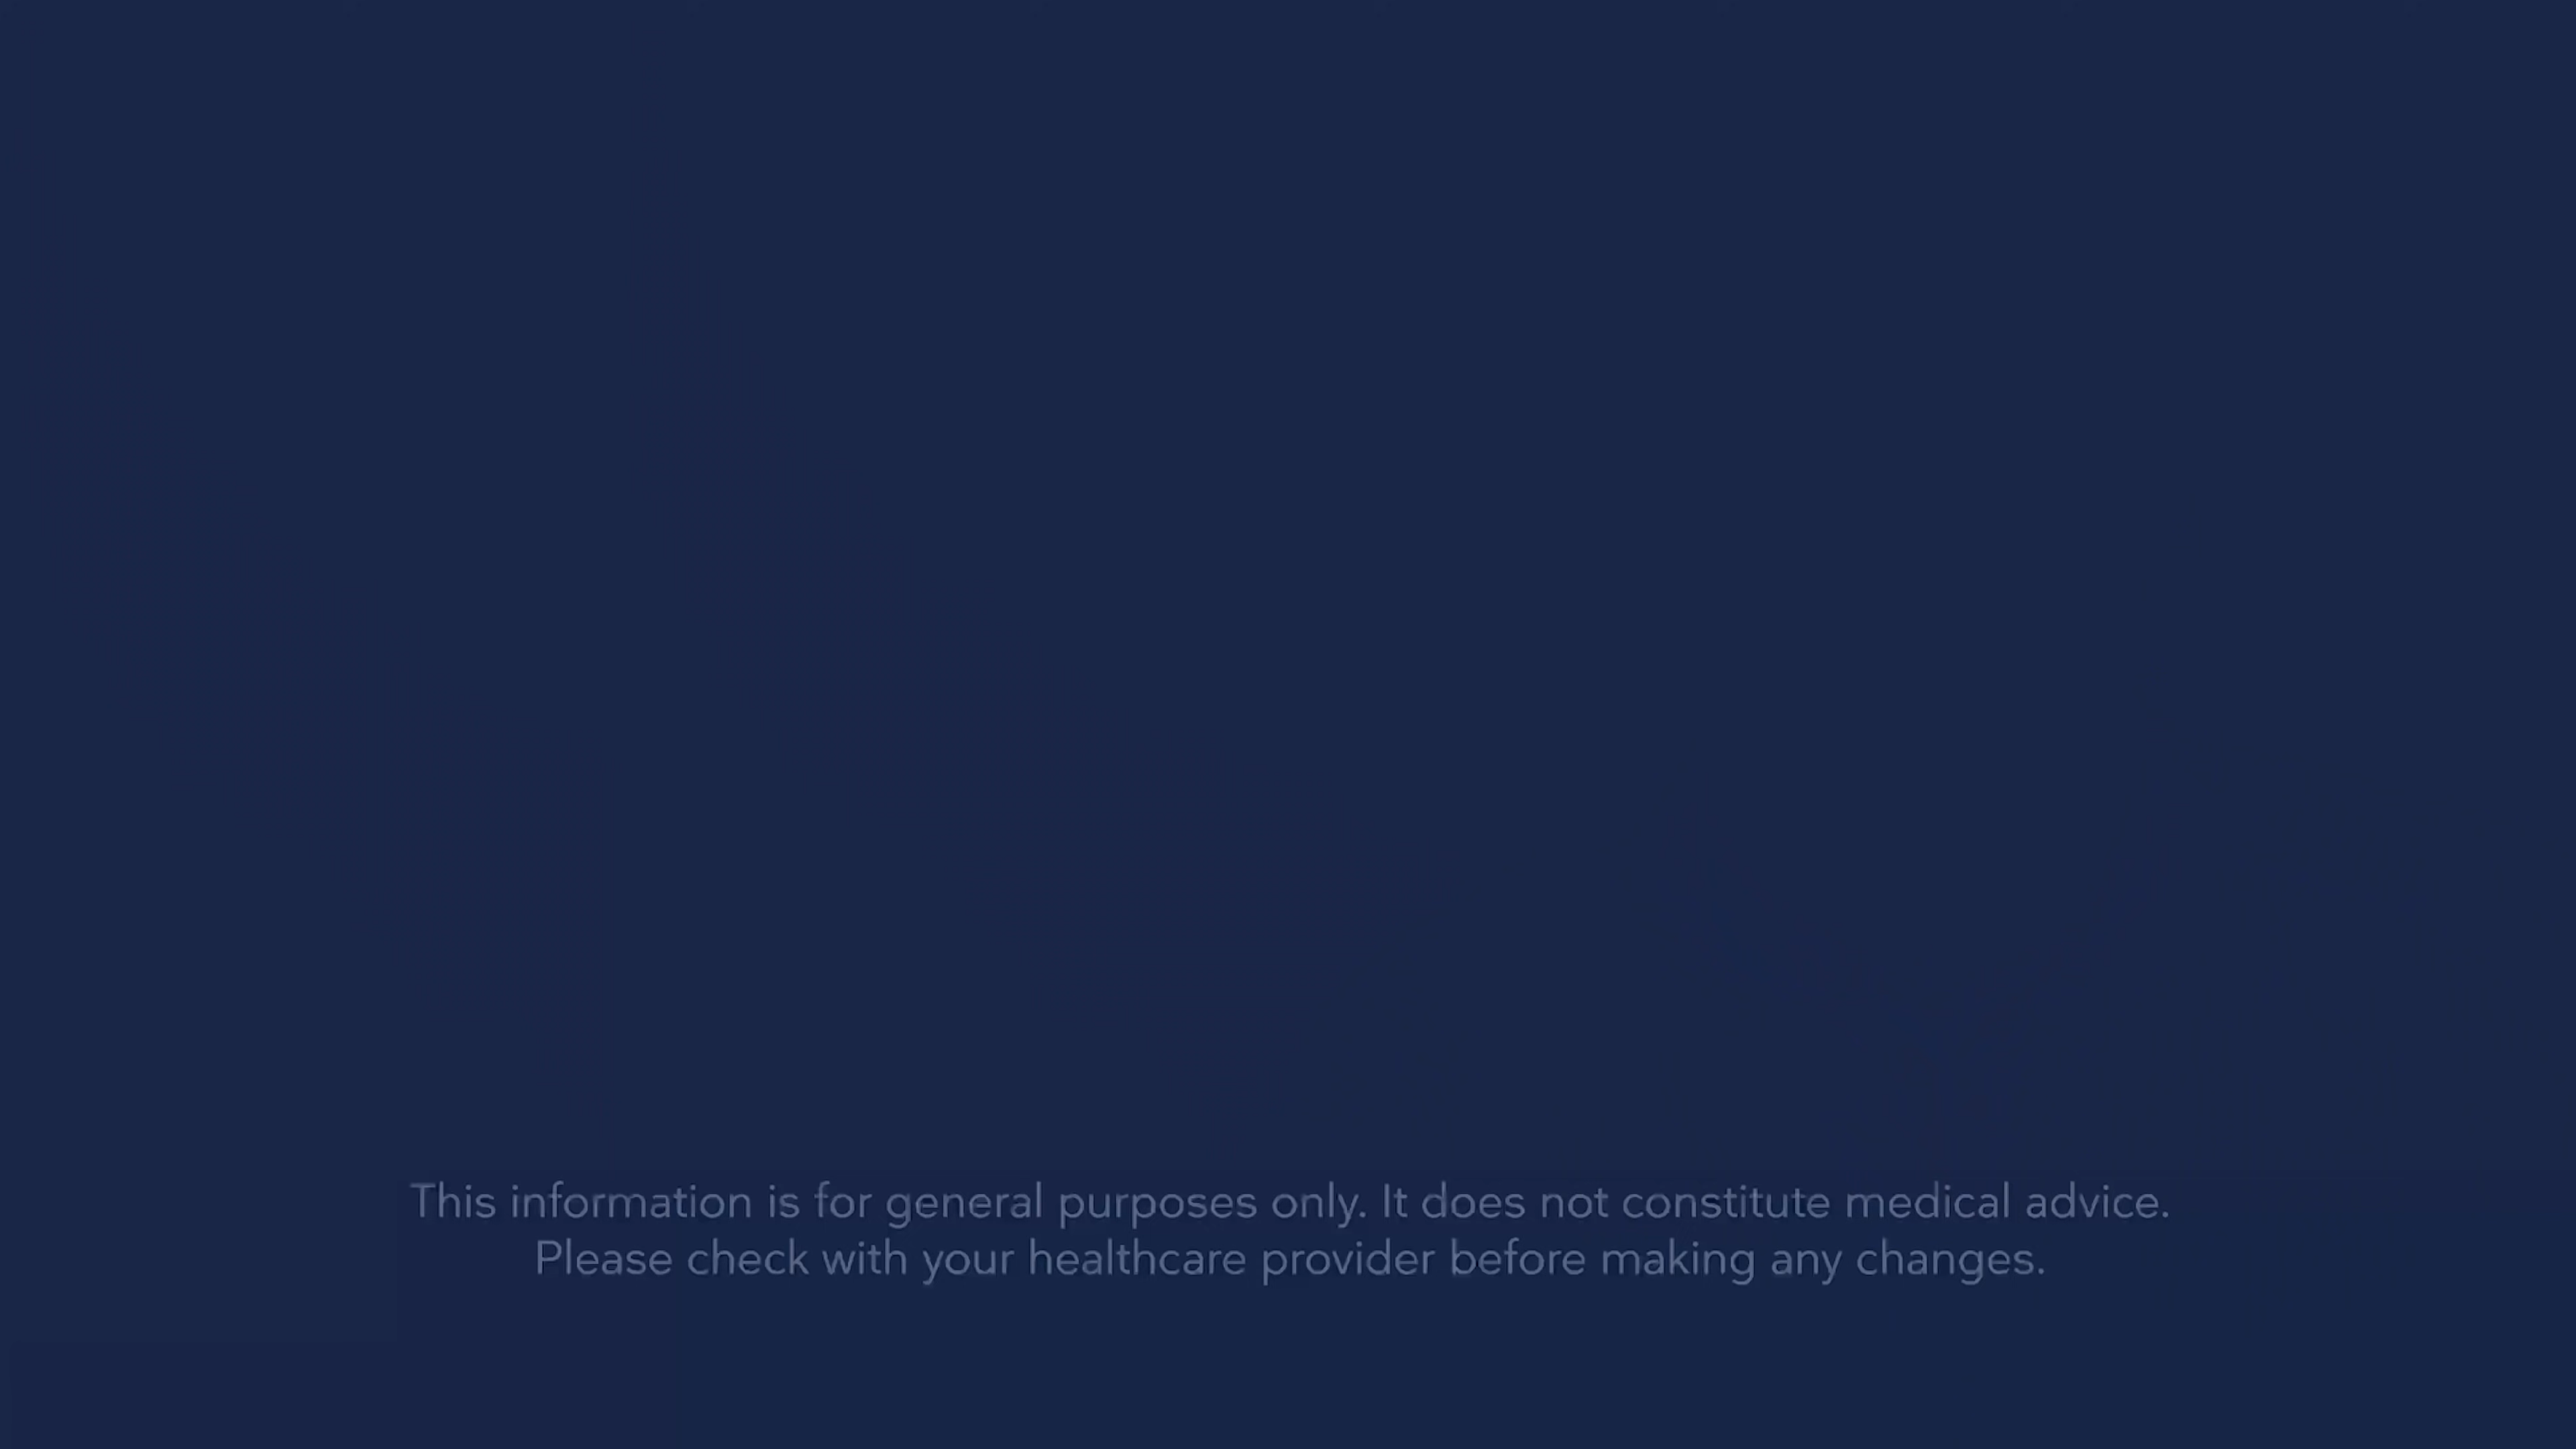 This information is for general purposes only. It does not constitute medical advice.
Please check with your healthcare provider before making any changes.